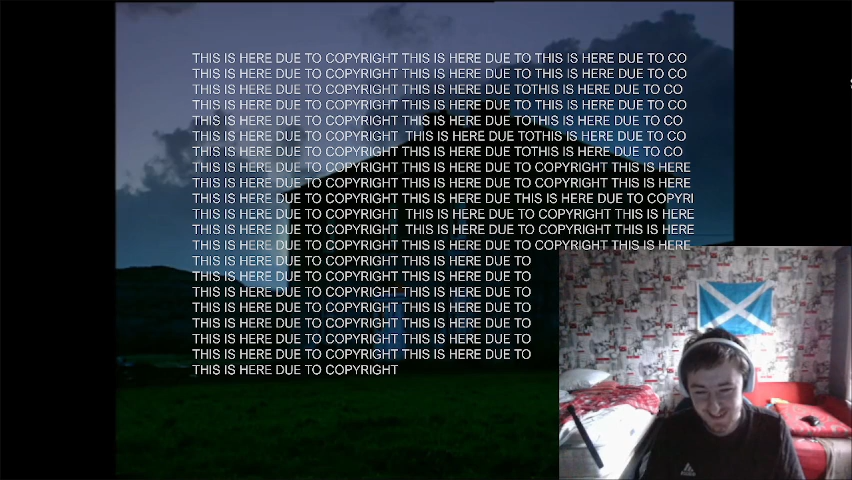 THIS IS HERE DUE TO COPYRIGHT THIS IS HERE DUE TO THIS IS HERE DUE TO CO
THIS IS HERE DUE TO COPYRIGHT THIS IS HERE DUE TO THIS IS HERE DUE TO CO
THIS IS HERE DUE TO COPYRIGHT THIS IS HERE DUE TOTHIS IS HERE DUE TO CO
THIS IS HERE DUE TO COPYRIGHT THIS IS HERE DUE TO THIS IS HERE DUE TO CO
THIS IS HERE DUE TO COPYRIGHT THIS IS HERE DUE TOTHIS IS HERE DUE TO CO
THIS IS HERE DUE TO COPYRIGHT  THIS IS HERE DUE TOTHIS IS HERE DUE TO CO
THIS IS HERE DUE TO COPYRIGHT THIS IS HERE DUE TOTHIS IS HERE DUE TO CO
THIS IS HERE DUE TO COPYRIGHT THIS IS HERE DUE TO COPYRIGHT THIS IS HERE
THIS IS HERE DUE TO COPYRIGHT THIS IS HERE DUE TO COPYRIGHT THIS IS HERE
THIS IS HERE DUE TO COPYRIGHT THIS IS HERE DUE THIS IS HERE DUE TO COPYRI
THIS IS HERE DUE TO COPYRIGHT  THIS IS HERE DUE TO COPYRIGHT THIS IS HERE
THIS IS HERE DUE TO COPYRIGHT  THIS IS HERE DUE TO COPYRIGHT THIS IS HERE
THIS IS HERE DUE TO COPYRIGHT THIS IS HERE DUE TO COPYRIGHT THIS IS HERE
THIS IS HERE DUE TO COPYRIGHT THIS IS HERE DUE TO
THIS IS HERE DUE TO COPYRIGHT THIS IS HERE DUE TO
THIS IS HERE DUE TO COPYRIGHT THIS IS HERE DUE TO
THIS IS HERE DUE TO COPYRIGHT THIS IS HERE DUE TO
THIS IS HERE DUE TO COPYRIGHT THIS IS HERE DUE TO
THIS IS HERE DUE TO COPYRIGHT THIS IS HERE DUE TO
THIS IS HERE DUE TO COPYRIGHT THIS IS HERE DUE TO
THIS IS HERE DUE TO COPYRIGHT